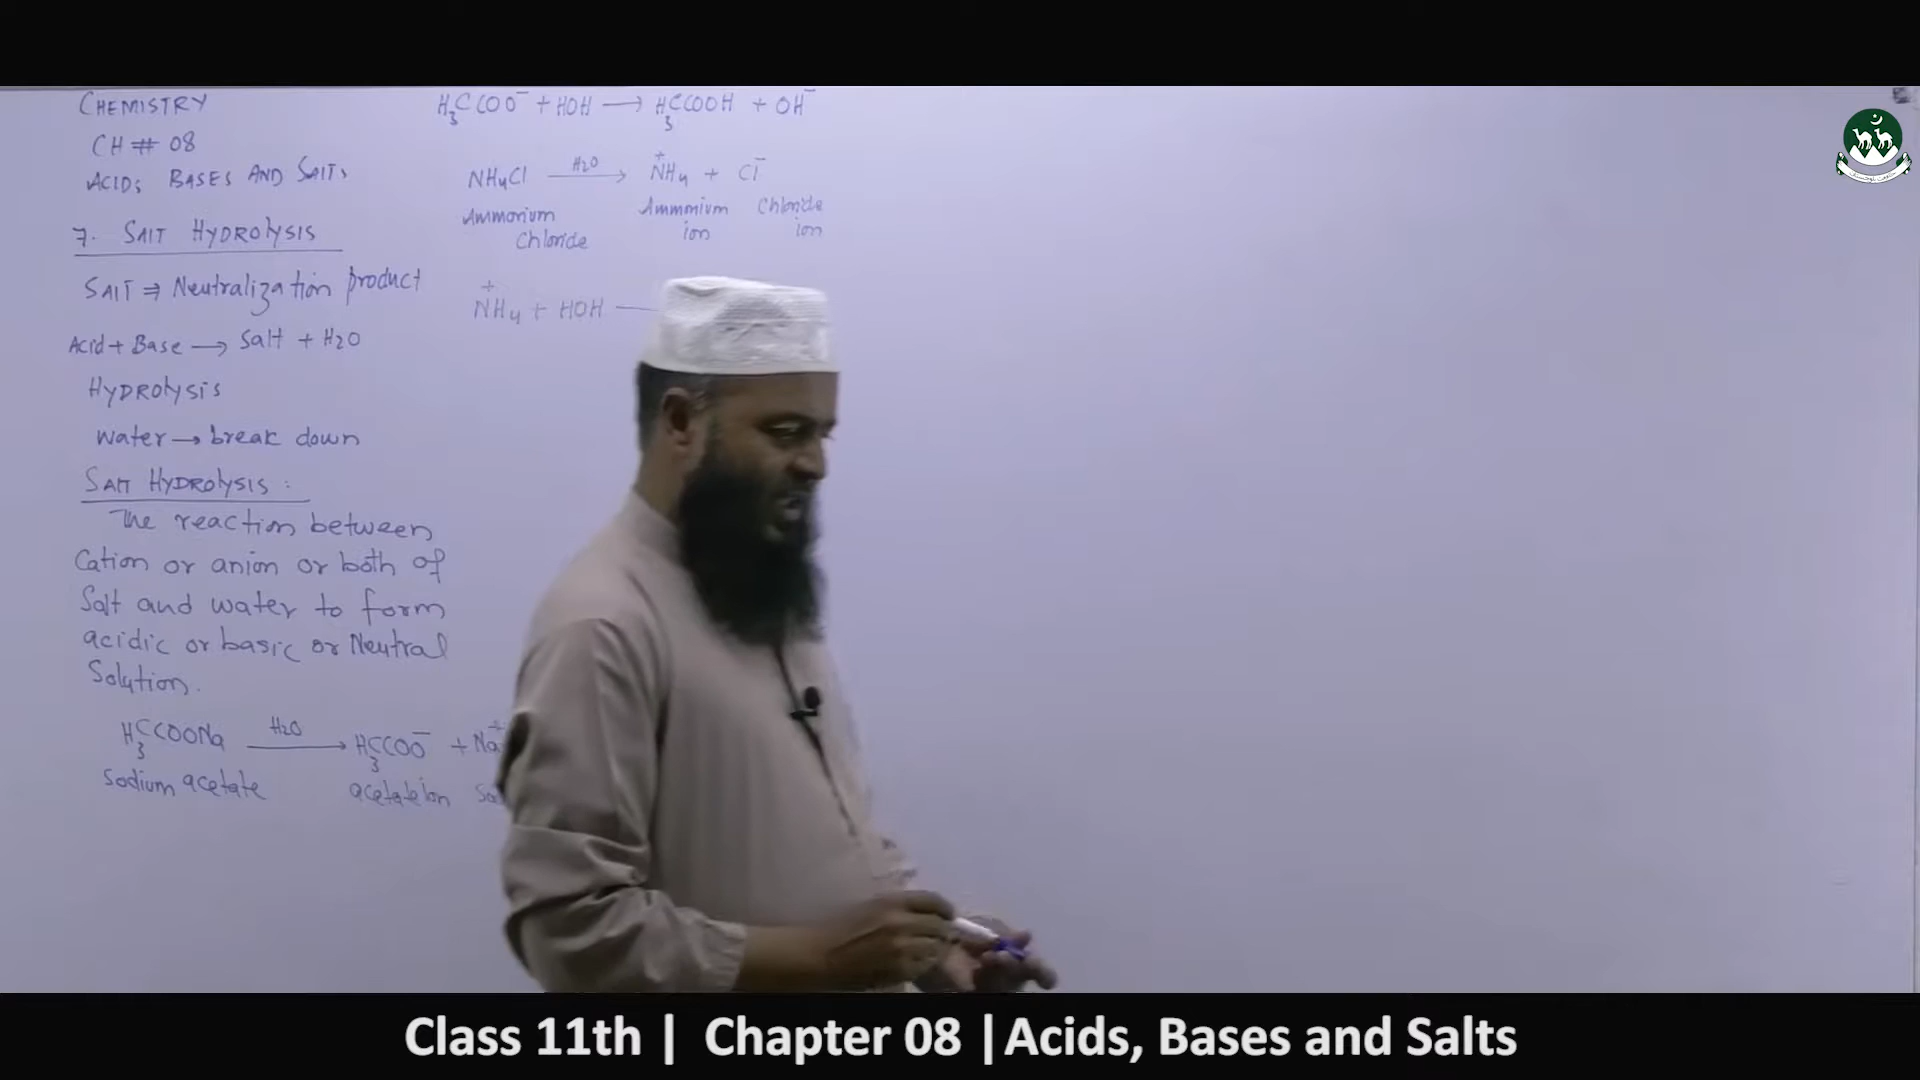 CHEMISTRY
CH # 08
ACIDS BASES AND SALTS
7. SALT HYDROLYSIS
SALT ⇒ Neutralization product
Acid + Base → Salt + H2O
HYDROLYSIS
water → break down
SALT HYDROLYSIS :
The reaction between
Cation or anion or both of
Salt and water to form
acidic or basic or Neutral
Solution.
H3CCOONa —H2O→ H3CCOO⁻ + Na⁺
Sodium acetate acetate ion
H3CCOO⁻ + HOH → H3CCOOH + OH⁻
NH4Cl —H2O→ N⁺H4 + Cl⁻
Ammonium Ammonium Chloride
Chloride ion ion
N⁺H4 + HOH —
Class 11th | Chapter 08 |Acids, Bases and Salts